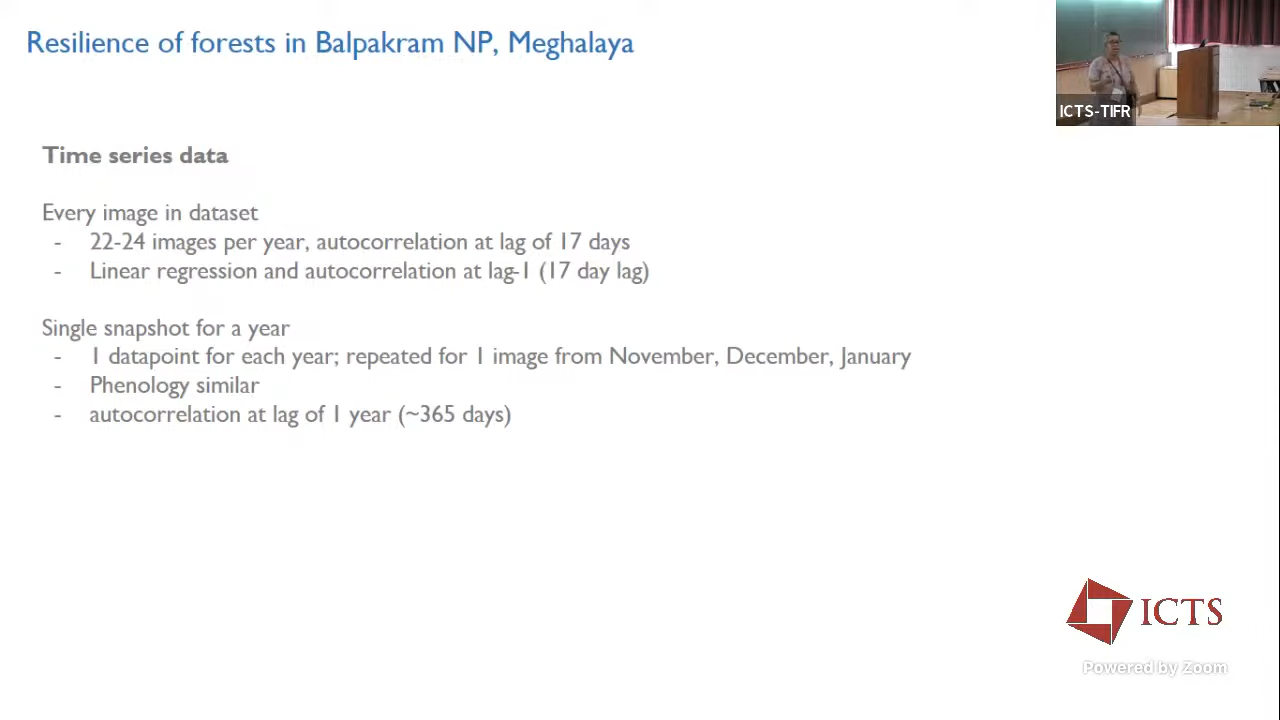 Resilience of forests in Balpakram NP, Meghalaya
ICTS-TIFR
Time series data
Every image in dataset
- 22-24 images per year, autocorrelation at lag of 17 days
- Linear regression and autocorrelation at lag-1 (17 day lag)
Single snapshot for a year
- 1 datapoint for each year; repeated for 1 image from November, December, January
- Phenology similar
- autocorrelation at lag of 1 year (~365 days)
ICTS
Powered by Zoom